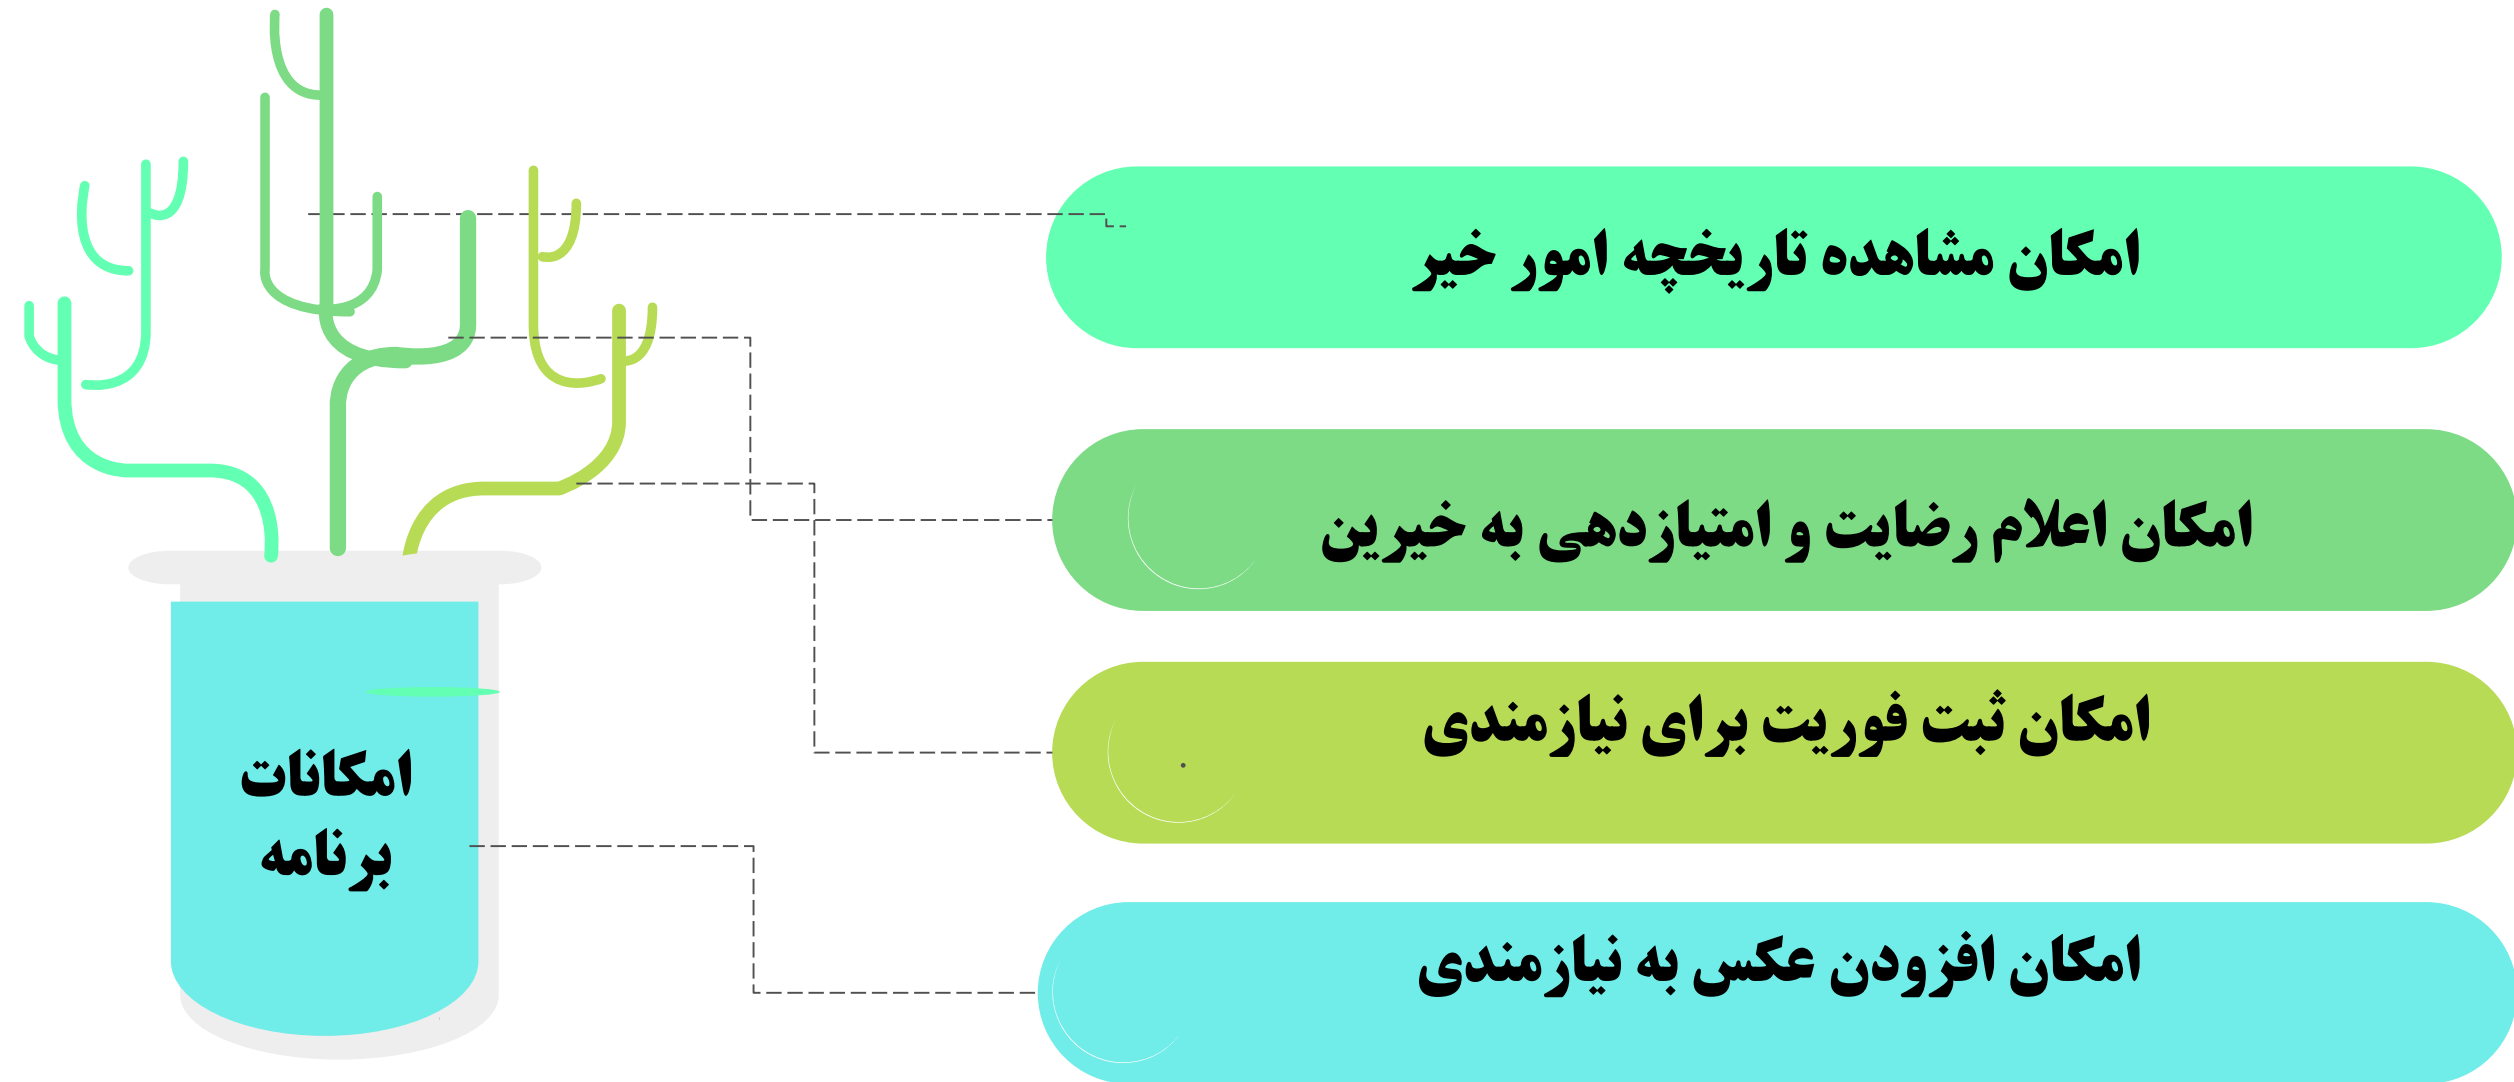 امکان مشاهده تاریخچه امور خیر
امکان اعلام رضایت و امتیازدهی به خیرین
امکان ثبت فوریت برای نیازمندی
امکان افزودن عکس به نیازمندی
امکانات
برنامه